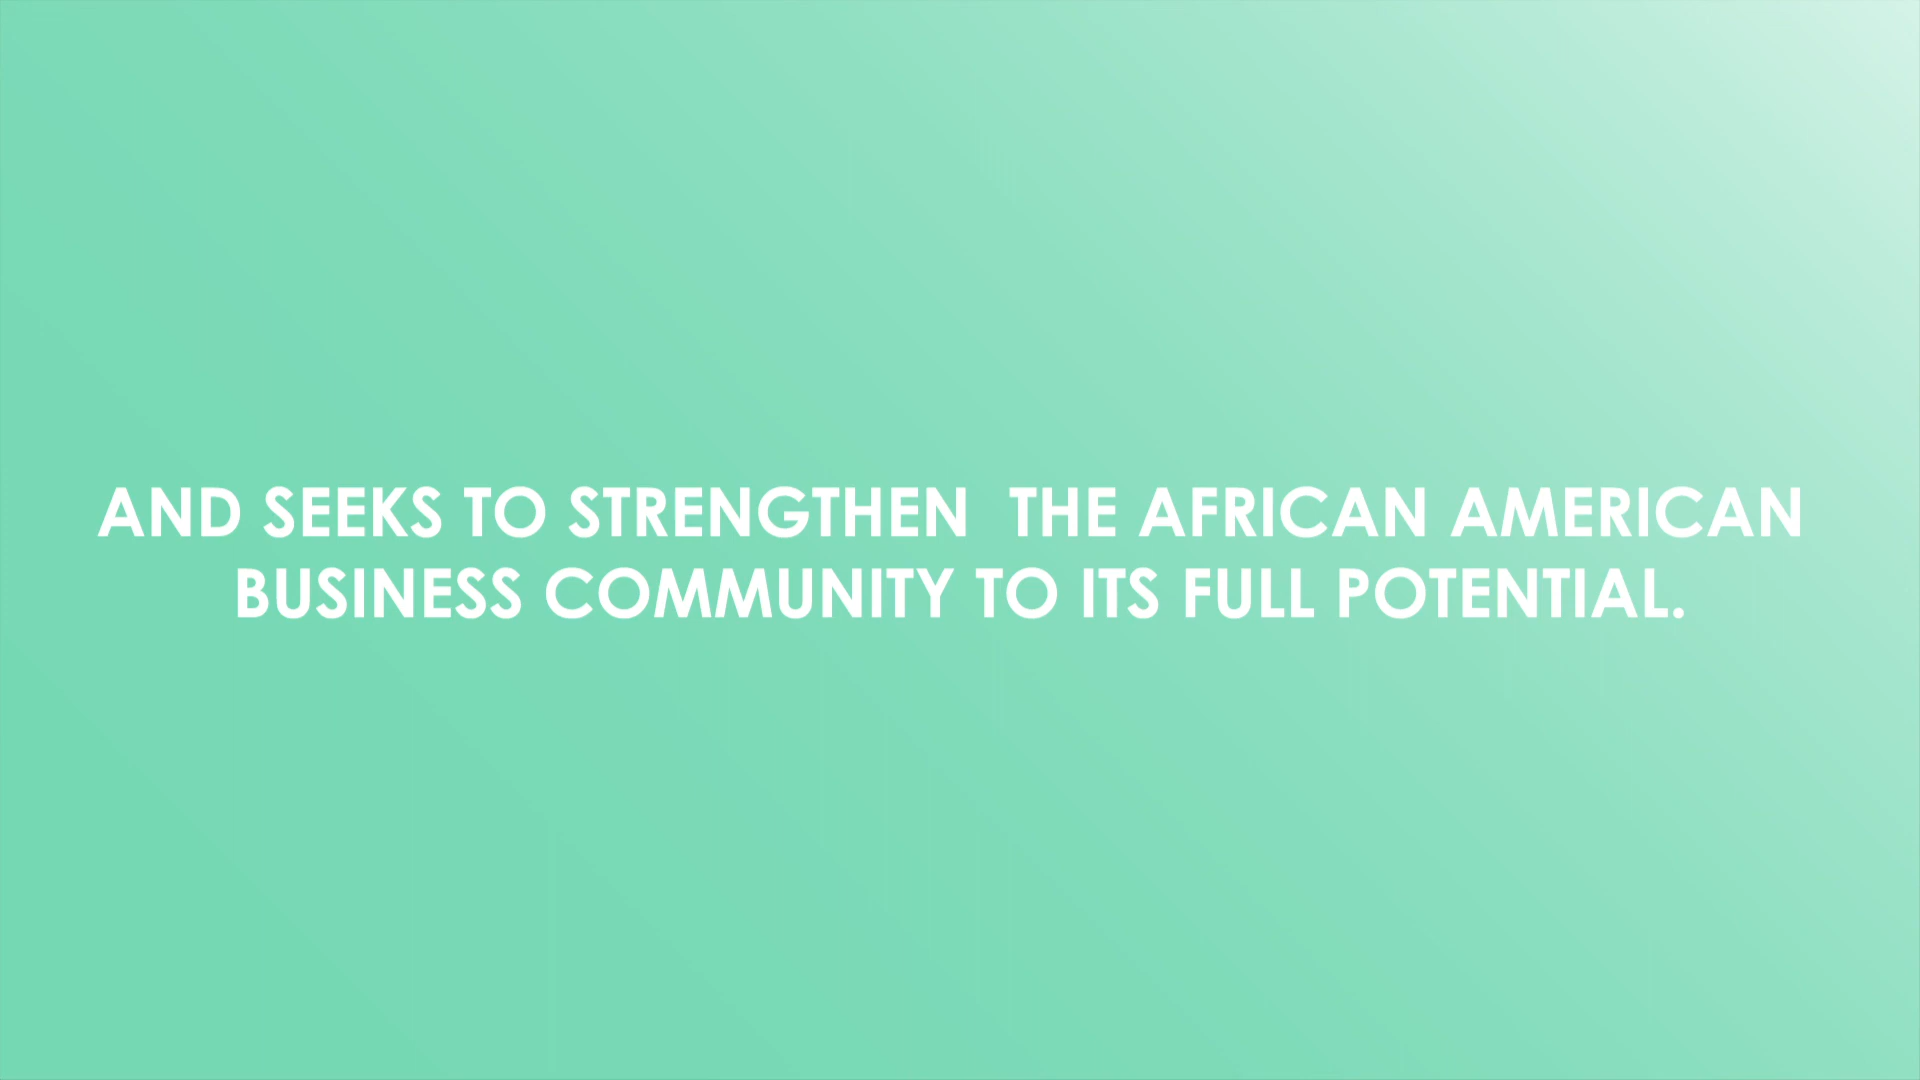 AND SEEKS TO STRENGTHEN  THE AFRICAN AMERICAN
BUSINESS COMMUNITY TO ITS FULL POTENTIAL.